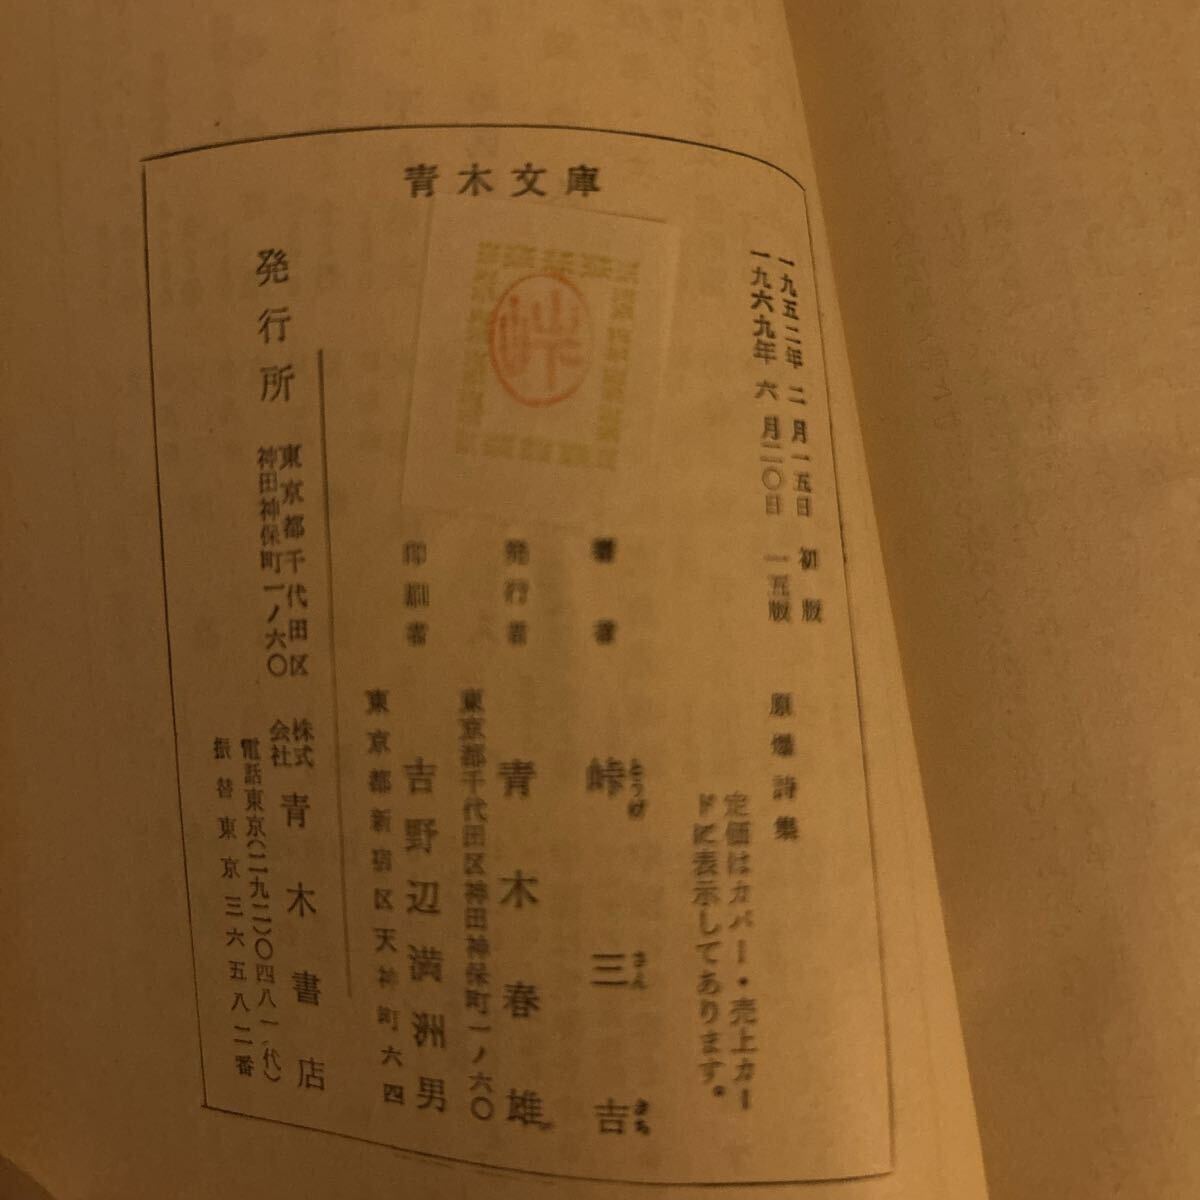 青木文庫
一九五二年 二月一五日 初版
一九六九年 六月二〇日 一五版
原爆詩集
定価はカバー・売上カー
ドに表示してあります。
著者 峠三吉
とうげ さん きち
発行者 青木春雄
東京都千代田区神田神保町一ノ六〇
印刷者 吉野辺満洲男
東京都新宿区天神町六四
峠
発行所 東京都千代田区
神田神保町一ノ六〇
株式
会社 青木書店
電話東京(二九二)〇四八一(代)
振替東京三六五八二番